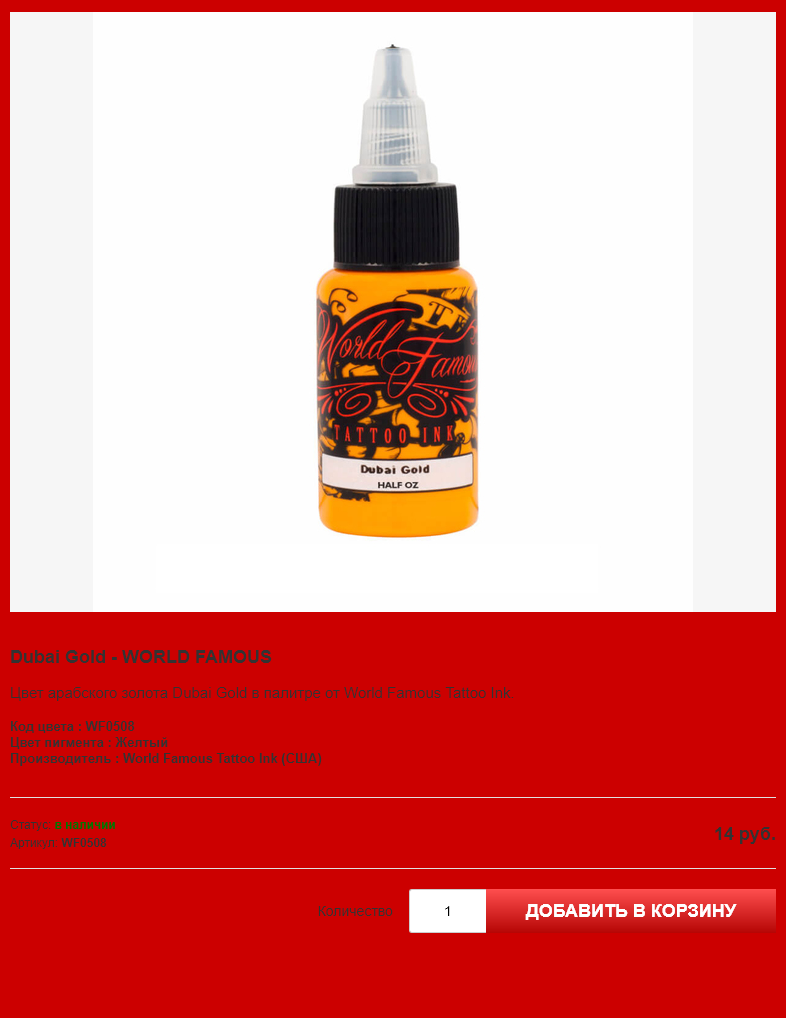 World Famous
TATTOO INK
Dubai Gold
HALF OZ
Dubai Gold - WORLD FAMOUS
Цвет арабского золота Dubai Gold в палитре от World Famous Tattoo Ink
Код цвета : WF0508
Цвет пигмента : Желтый
Производитель : World Famous Tattoo Ink (США)
Статус: в наличии
14 руб.
Артикул: WF0508
Количество
1
ДОБАВИТЬ В КОРЗИНУ